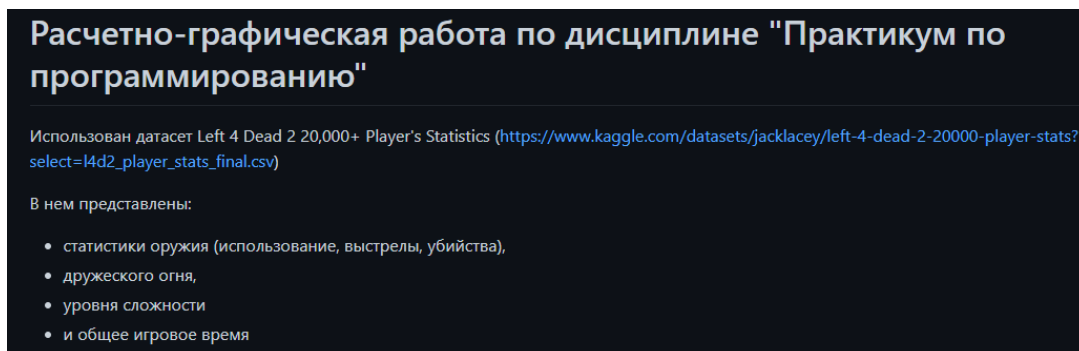 Расчетно-графическая работа по дисциплине "Практикум по
программированию"
Использован датасет Left 4 Dead 2 20,000+ Player's Statistics (https://www.kaggle.com/datasets/jacklacey/left-4-dead-2-20000-player-stats?
select=l4d2_player_stats_final.csv)
В нем представлены:
• статистики оружия (использование, выстрелы, убийства),
• дружеского огня,
• уровня сложности
• и общее игровое время